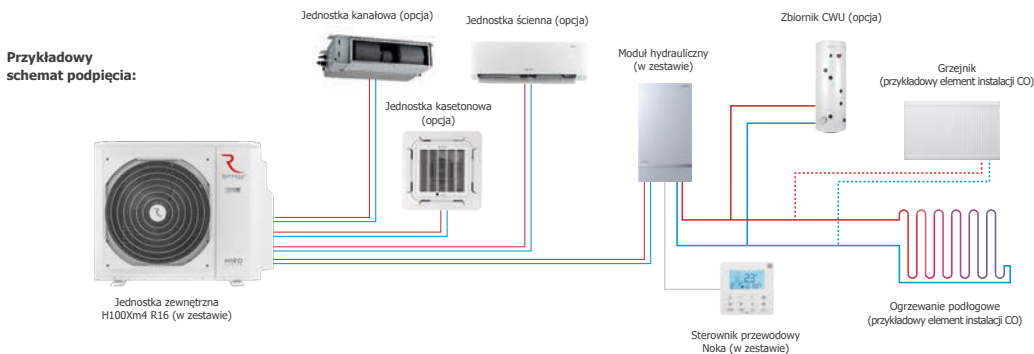 Przykładowy
schemat podpięcia:
Jednostka kanałowa (opcja)
Jednostka ścienna (opcja)
Jednostka kasetonowa
(opcja)
Moduł hydrauliczny
(w zestawie)
Zbiornik CWU (opcja)
Grzejnik
(przykładowy element instalacji CO)
Jednostka zewnętrzna
H100Xm4 R16 (w zestawie)
Sterownik przewodowy
Noka (w zestawie)
Ogrzewanie podłogowe
(przykładowy element instalacji CO)